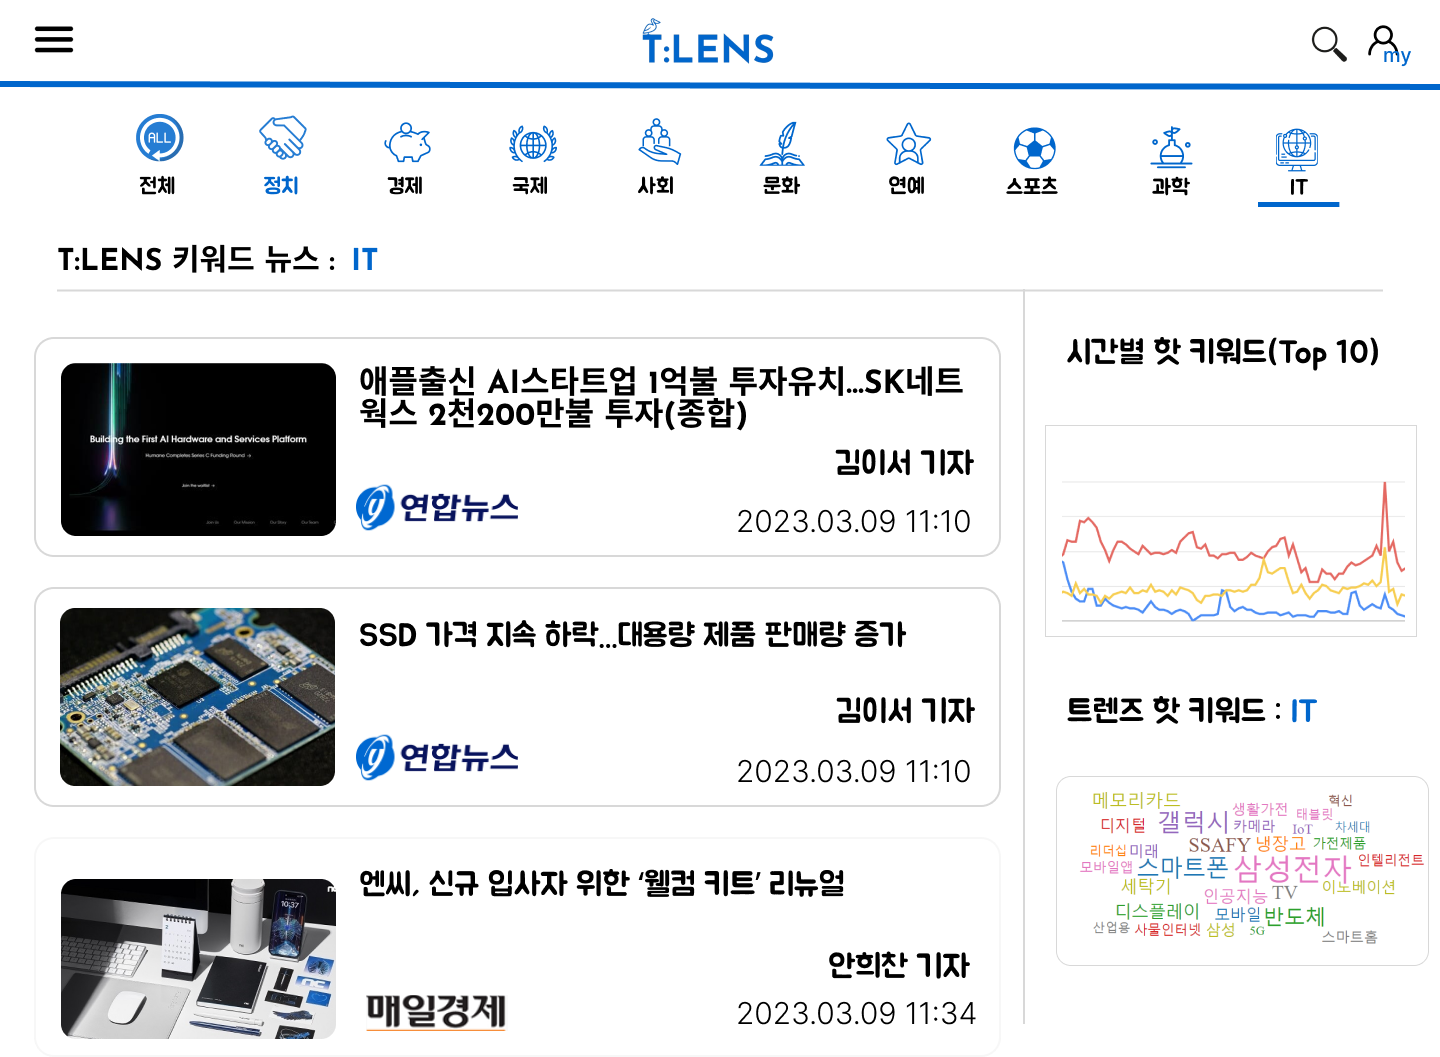 T:LENS
my
ALL
전체
정치
경제
국제
사회
문화
연예
스포츠
과학
IT
T:LENS 키워드 뉴스 : IT
Building the First AI Hardware and Services Platform
Humane Completes Series C Funding Round →
Join the waitlist →
Join Us Our Mission Our Story Our Team
애플출신 AI스타트업 1억불 투자유치...SK네트
웍스 2천200만불 투자(종합)
김이서 기자
연합뉴스
2023.03.09 11:10
SSD 가격 지속 하락...대용량 제품 판매량 증가
김이서 기자
연합뉴스
2023.03.09 11:10
엔씨, 신규 입사자 위한 ‘웰컴 키트’ 리뉴얼
10:37
안희찬 기자
매일경제
2023.03.09 11:34
시간별 핫 키워드(Top 10)
트렌즈 핫 키워드 : IT
메모리카드
생활가전
태블릿
혁신
디지털
갤럭시
카메라
IoT
차세대
리더십
미래
SSAFY
냉장고
가전제품
모바일앱
스마트폰
삼성전자
인텔리전트
세탁기
인공지능
TV
이노베이션
디스플레이
모바일
반도체
산업용
사물인터넷
삼성
5G
스마트홈